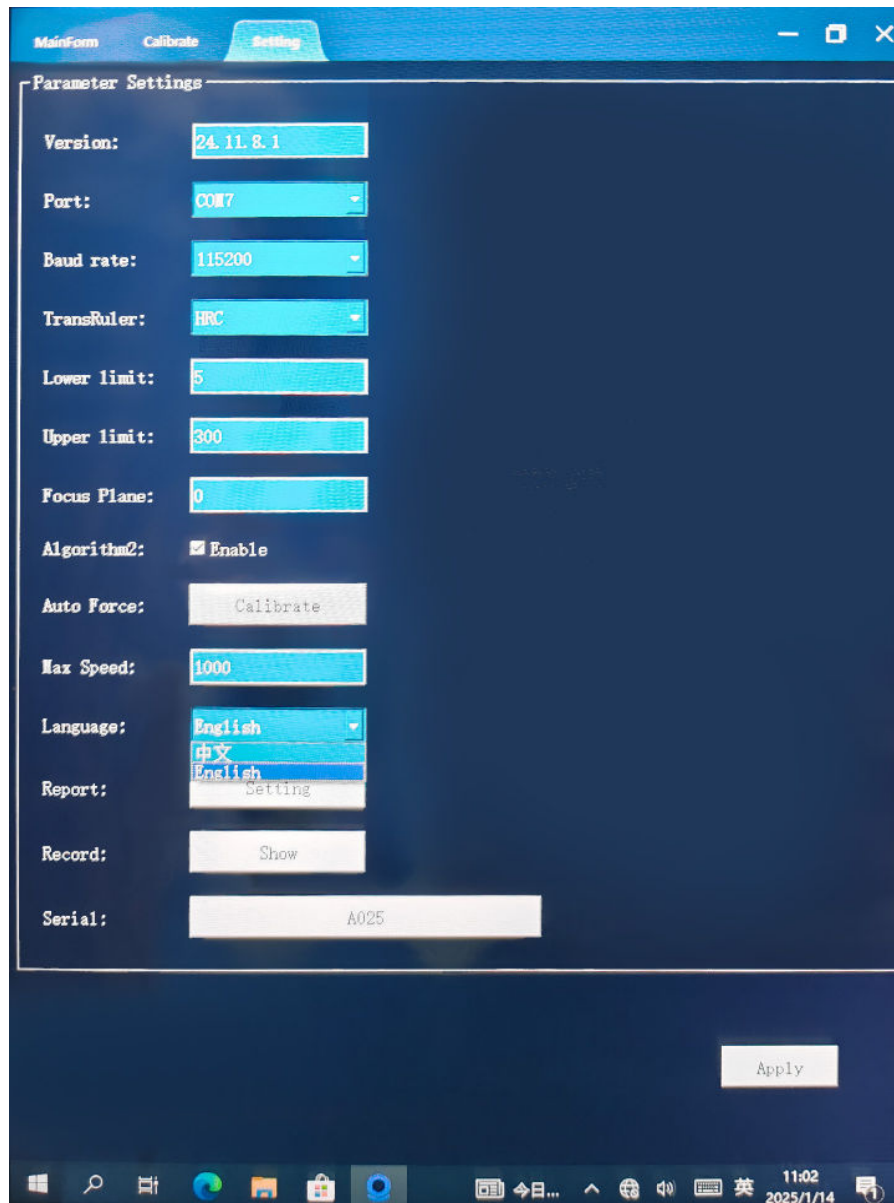 MainForm Calibrate Setting
Parameter Settings
Version: 24.11.8.1
Port: COM7
Baud rate: 115200
TransRuler: HRC
Lower limit: 5
Upper limit: 300
Focus Plane: 0
Algorithm2: Enable
Auto Force: Calibrate
Max Speed: 1000
Language: English
中文
English
Report: Setting
Record: Show
Serial: A025
Apply
今日... 英 11:02
2025/1/14